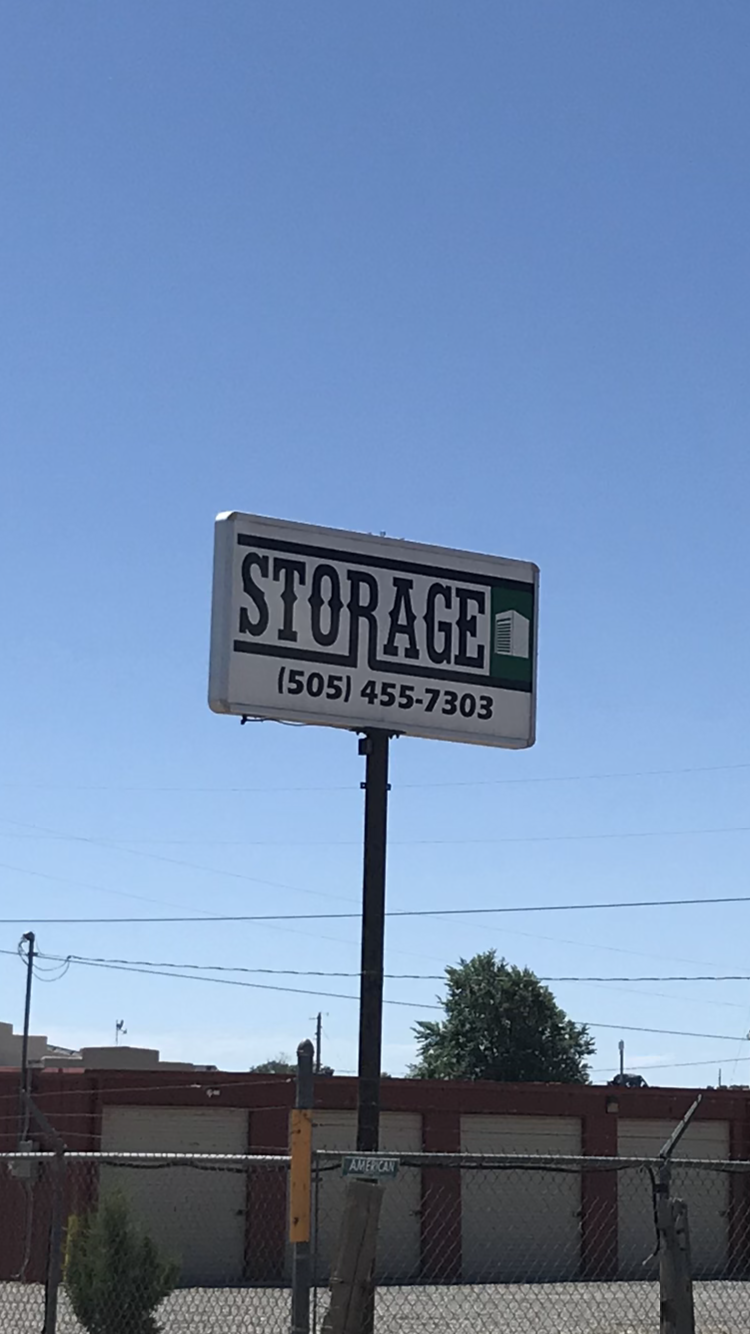 STORAGE
(505) 455-7303
AMERICAN